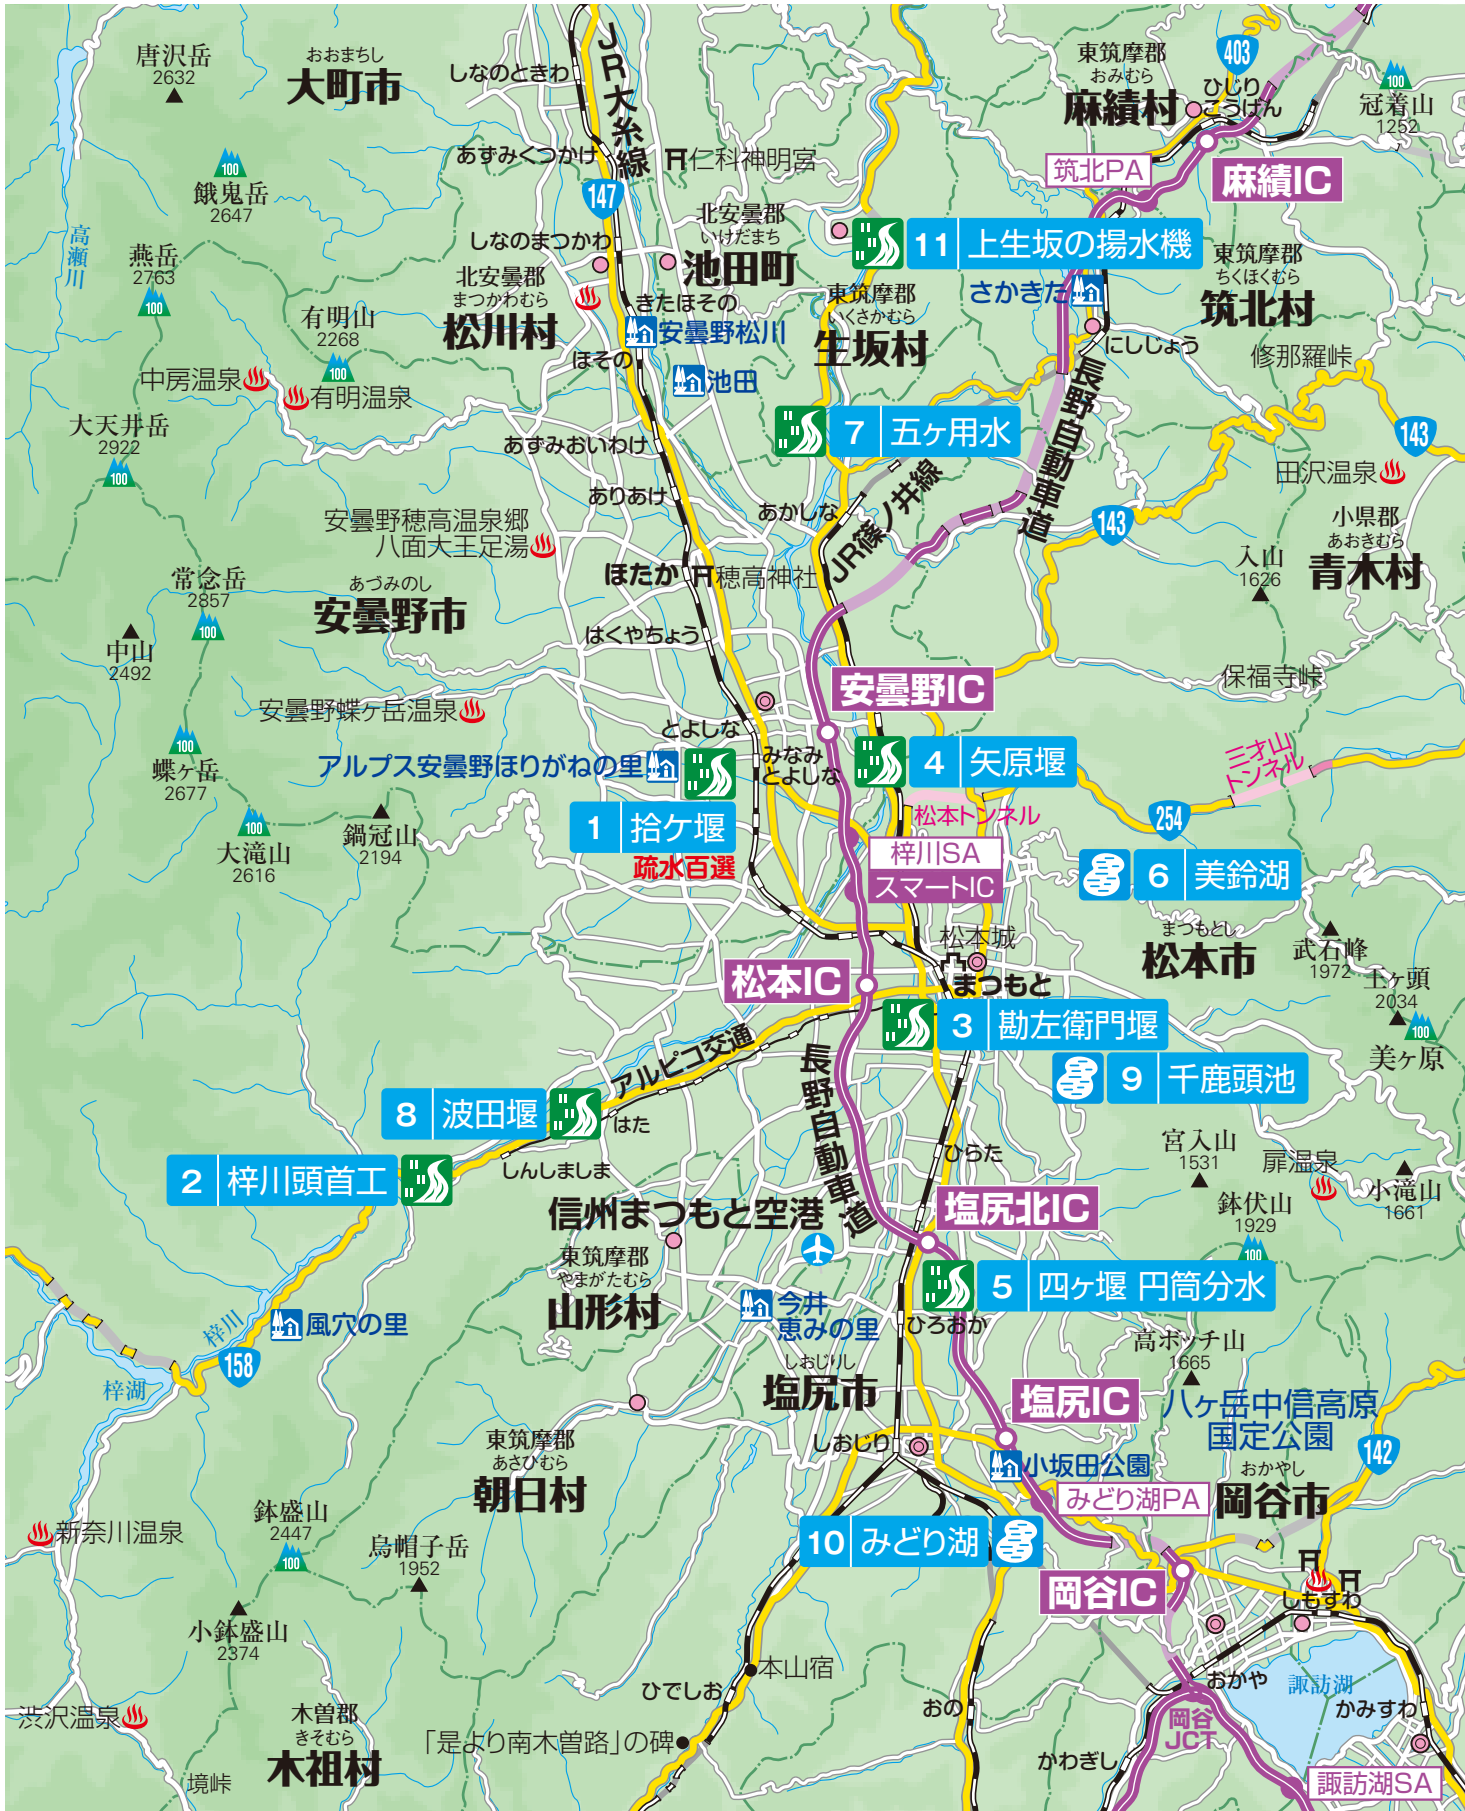 唐沢岳
2632
おおまちし
大町市
しなのときわ
JR大糸線
東筑摩郡
おみむら
麻績村
403
ひじり
こうげん
100
冠着山
1252
あずみくつかけ
仁科神明宮
筑北PA
麻績IC
100
餓鬼岳
2647
147
高瀬川
燕岳
2763
100
しなのまつかわ
北安曇郡
まつかわむら
松川村
北安曇郡
いけだまち
池田町
11 上生坂の揚水機
東筑摩郡
ちくほくむら
筑北村
さかきた
きたほその
安曇野松川
東筑摩郡
いくさかむら
生坂村
有明山
2268
100
ほその
池田
にしじょう
修那羅峠
中房温泉
有明温泉
長野自動車道
大天井岳
2922
100
7 五ヶ用水
143
あずみおいわけ
JR篠ノ井線
田沢温泉
ありあけ
あかしな
安曇野穂高温泉郷
八面大王足湯
143
小県郡
あおきむら
青木村
入山
1626
常念岳
2857
100
あづみのし
安曇野市
ほたか
穂高神社
中山
2492
はくやちょう
保福寺峠
安曇野IC
安曇野蝶ヶ岳温泉
とよしな
100
蝶ヶ岳
2677
アルプス安曇野ほりがねの里
みなみ
とよしな
4 矢原堰
三才山
トンネル
1 拾ケ堰
疏水百選
松本トンネル
254
100
大滝山
2616
鍋冠山
2194
梓川SA
スマートIC
6 美鈴湖
まつもとし
松本市
武石峰
1972
王ヶ頭
2034
100
美ヶ原
松本城
まつもと
松本IC
3 勘左衛門堰
アルピコ交通
長野自動車道
9 千鹿頭池
8 波田堰
はた
しんしましま
2 梓川頭首工
ひらた
宮入山
1531
扉温泉
小滝山
1661
鉢伏山
1929
100
信州まつもと空港
塩尻北IC
東筑摩郡
やまがたむら
山形村
5 四ヶ堰 円筒分水
今井
恵みの里
ひろおか
梓川
風穴の里
158
梓湖
高ボッチ山
1665
しおじりし
塩尻市
塩尻IC
八ヶ岳中信高原
国定公園
142
しおじり
小坂田公園
東筑摩郡
あさひむら
朝日村
おかやし
岡谷市
みどり湖PA
鉢盛山
2447
100
新奈川温泉
烏帽子岳
1952
10 みどり湖
岡谷IC
しもすわ
小鉢盛山
2374
本山宿
ひでしお
おの
おかや
諏訪湖
かみすわ
渋沢温泉
木曽郡
きそむら
木祖村
「是より南木曽路」の碑
岡谷
JCT
かわぎし
境峠
諏訪湖SA